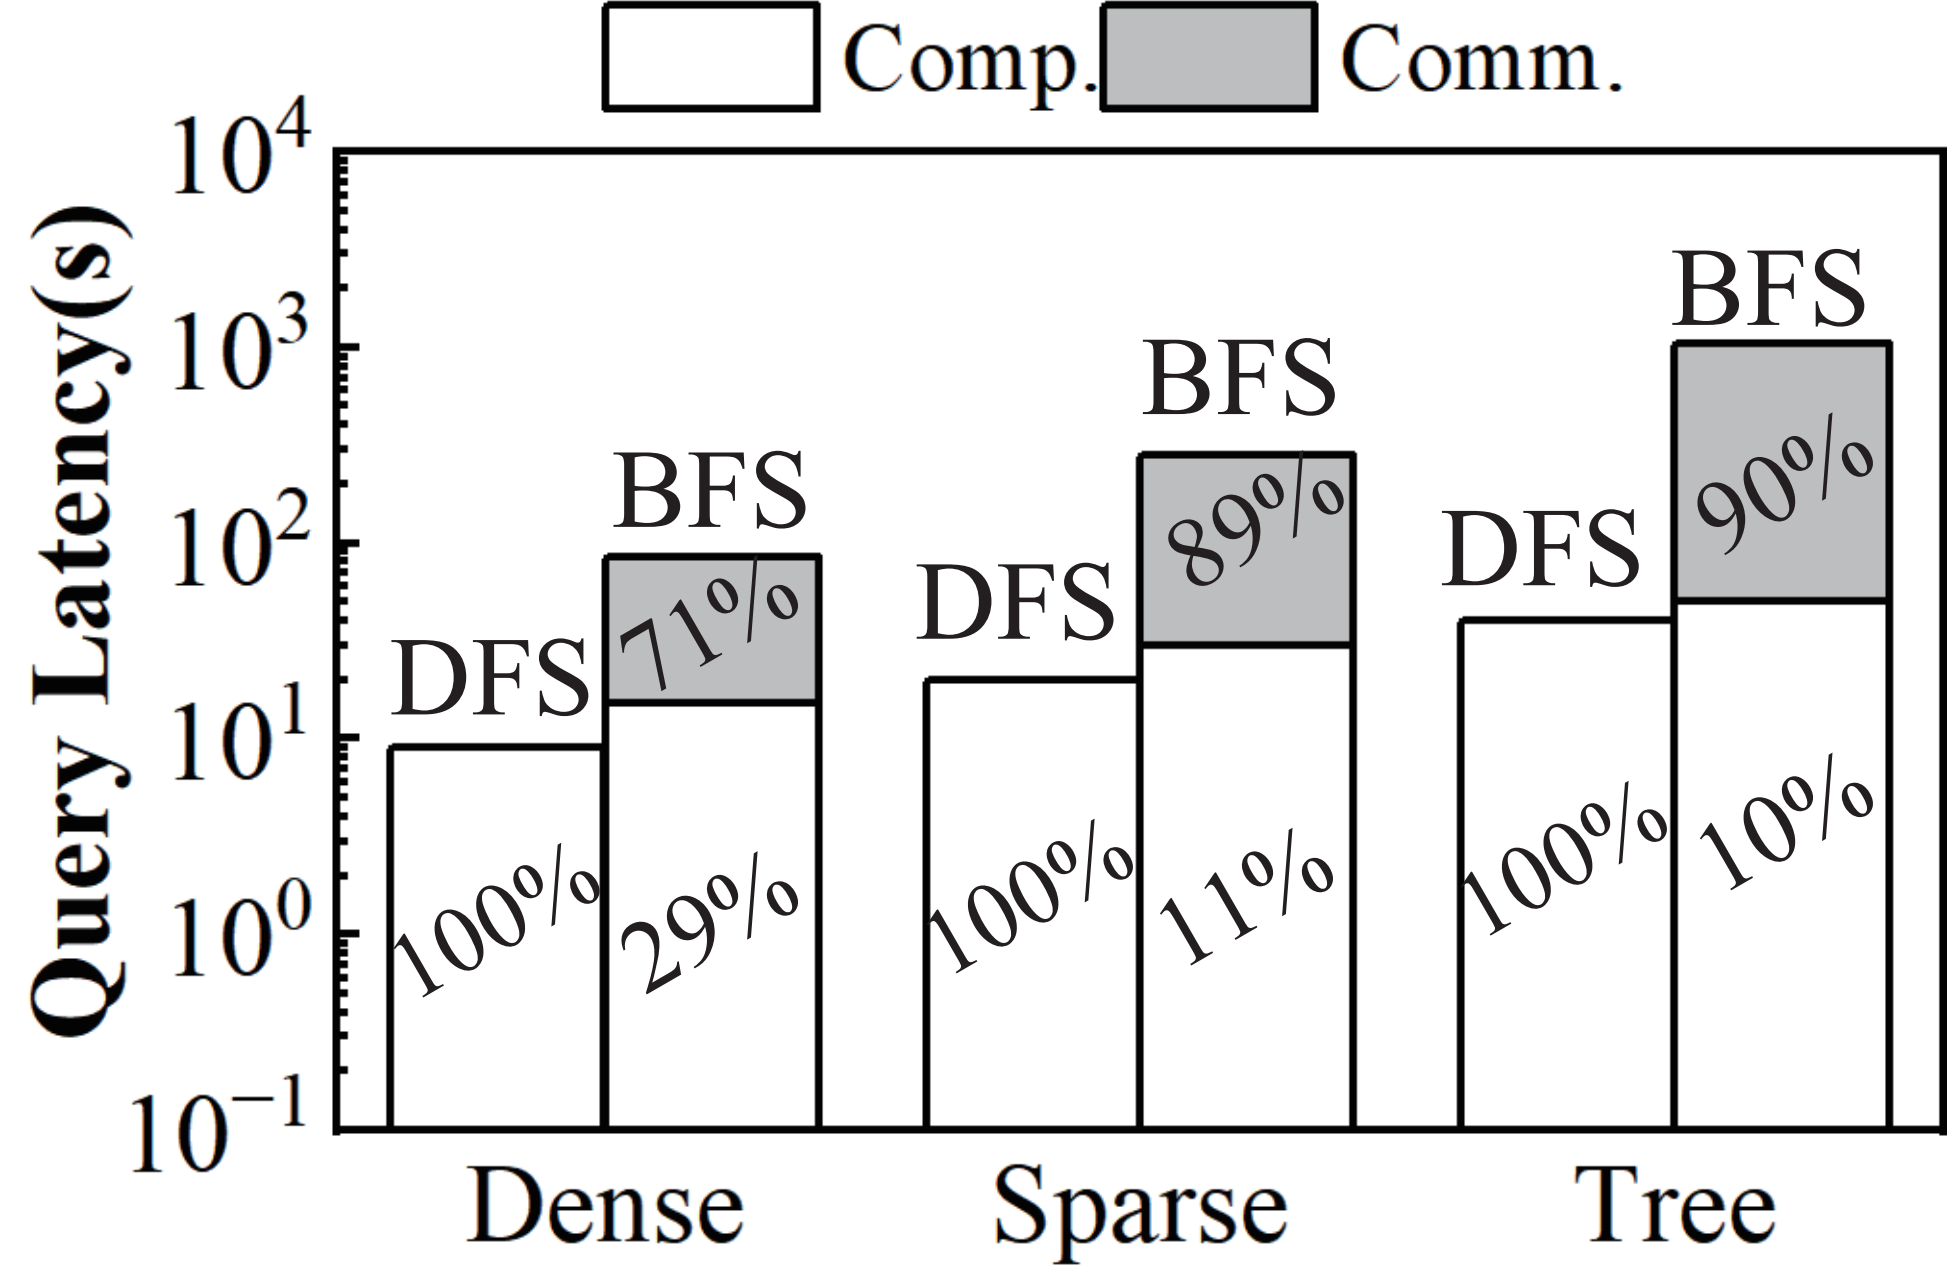 Comp. Comm.
Query Latency(s)
10^4
10^3
10^2
10^1
10^0
10^−1
DFS BFS
100% 29% 71%
DFS BFS
100% 11% 89%
DFS BFS
100% 10% 90%
Dense Sparse Tree